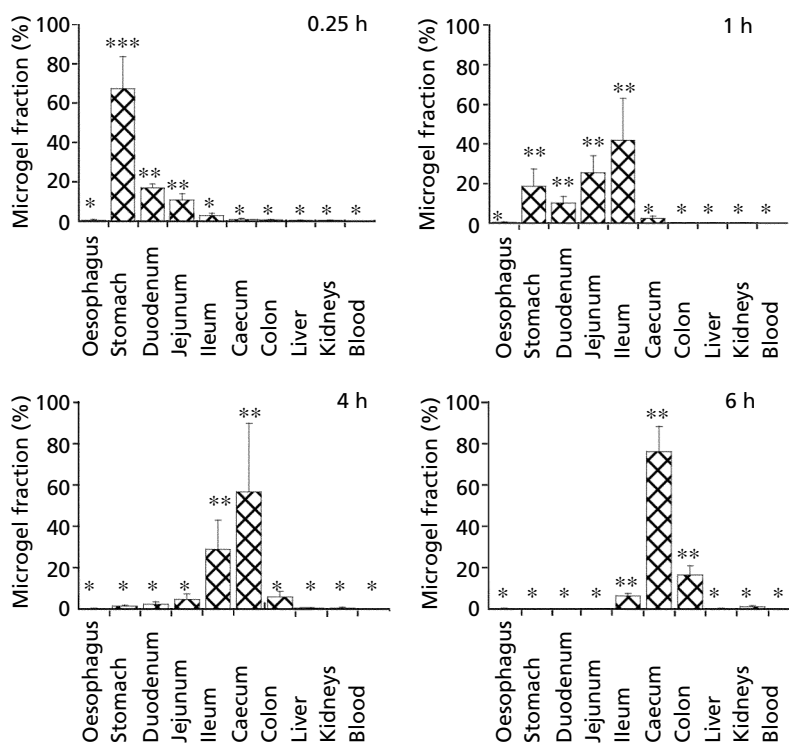 0.25 h
Microgel fraction (%)
100
80
60
40
20
0
* *** ** ** * * * * * *
Oesophagus
Stomach
Duodenum
Jejunum
Ileum
Caecum
Colon
Liver
Kidneys
Blood
1 h
Microgel fraction (%)
100
80
60
40
20
0
* ** ** ** ** * * * * *
Oesophagus
Stomach
Duodenum
Jejunum
Ileum
Caecum
Colon
Liver
Kidneys
Blood
4 h
Microgel fraction (%)
100
80
60
40
20
0
* * * * ** ** * * * *
Oesophagus
Stomach
Duodenum
Jejunum
Ileum
Caecum
Colon
Liver
Kidneys
Blood
6 h
Microgel fraction (%)
100
80
60
40
20
0
* * * * ** ** ** * * *
Oesophagus
Stomach
Duodenum
Jejunum
Ileum
Caecum
Colon
Liver
Kidneys
Blood